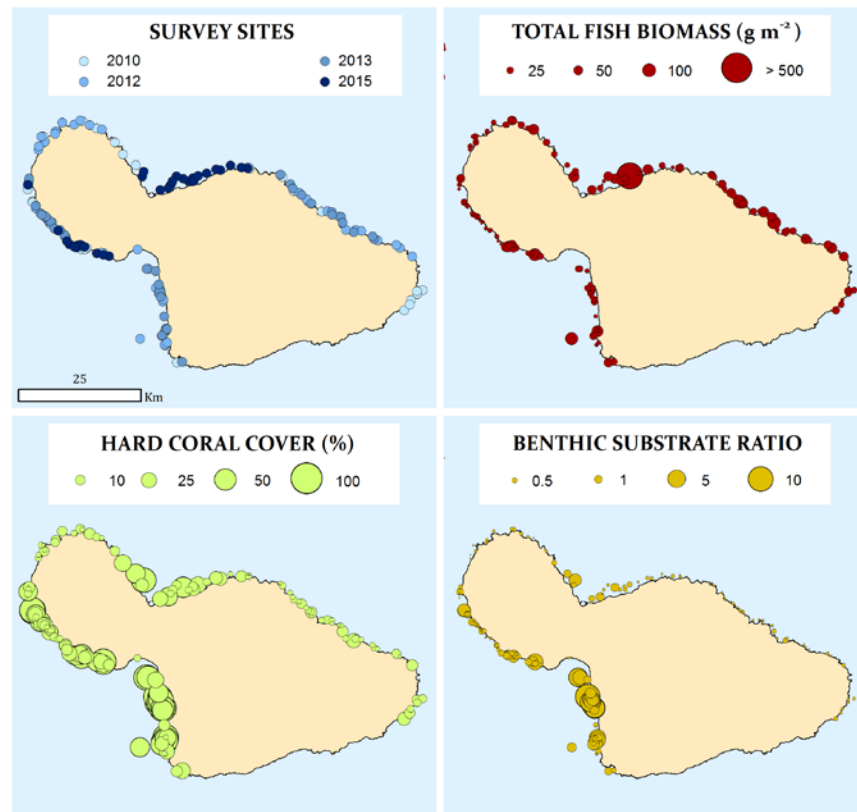 SURVEY SITES
2010 2013
2012 2015
25
Km
TOTAL FISH BIOMASS (g m⁻²)
25 50 100 > 500
HARD CORAL COVER (%)
10 25 50 100
BENTHIC SUBSTRATE RATIO
0.5 1 5 10